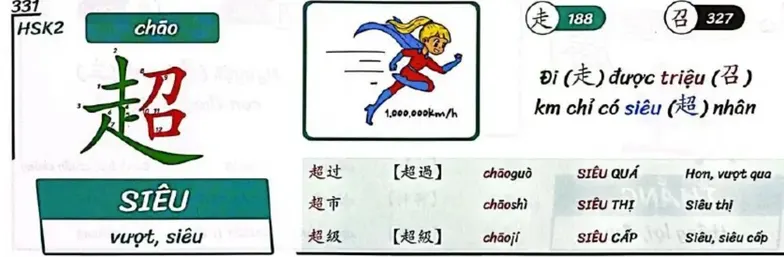 331
HSK2
chāo
超
SIÊU
vượt, siêu
1.000,000km/h
走 188
召 327
Đi (走) được triệu (召)
km chỉ có siêu (超) nhân
超过 【超過】 chāoguò SIÊU QUÁ Hơn, vượt qua
超市 chāoshì SIÊU THỊ Siêu thị
超级 【超級】 chāojí SIÊU CẤP Siêu, siêu cấp